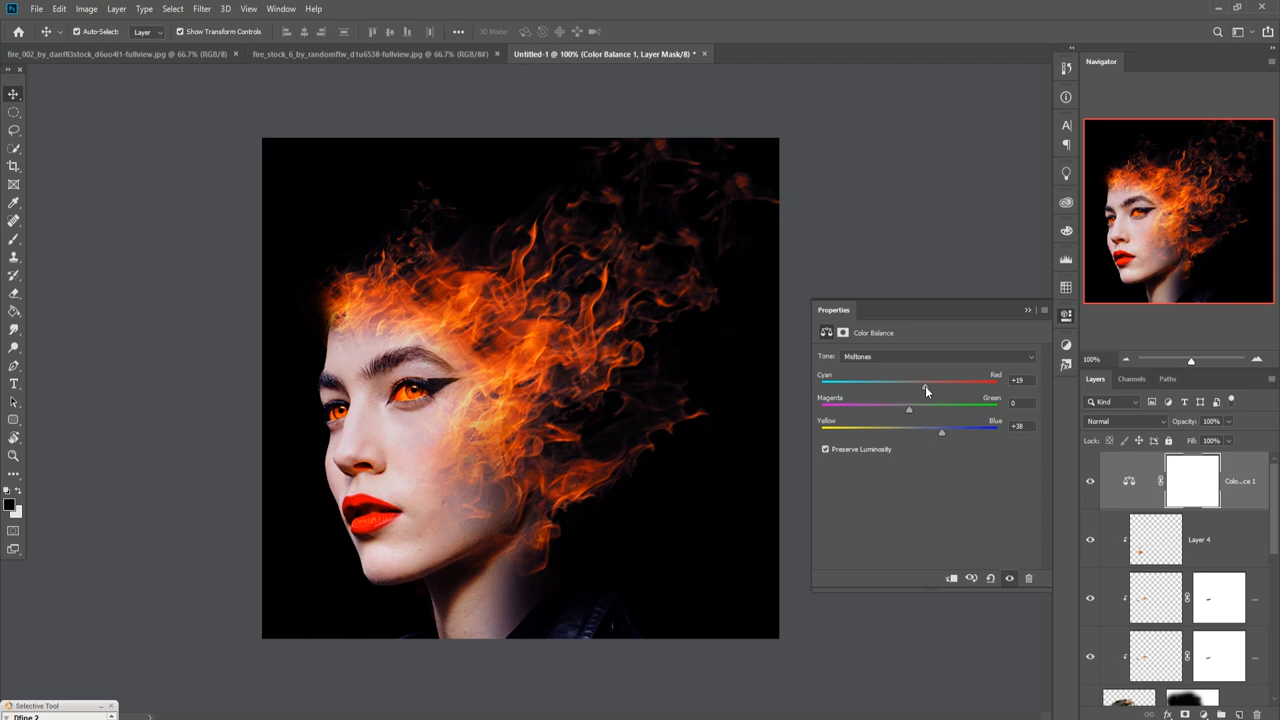 Ps File Edit Image Layer Type Select Filter 3D View Window Help
Auto-Select: Layer Show Transform Controls 3D Mode:
fire_002_by_danf83stock_d6uo4l1-fullview.jpg @ 66.7% (RGB/8) × fire_stock_6_by_randomftw_d1u6538-fullview.jpg @ 66.7% (RGB/8#) × Untitled-1 @ 100% (Color Balance 1, Layer Mask/8) * ×
Navigator
Properties
Color Balance
Tone: Midtones
Cyan Red +19
Magenta Green 0
Yellow Blue +38
Preserve Luminosity
100%
Layers Channels Paths
Kind
Normal Opacity: 100%
Lock: Fill: 100%
Colo...ce 1
Layer 4
...
...
Selective Tool
Dfine 2